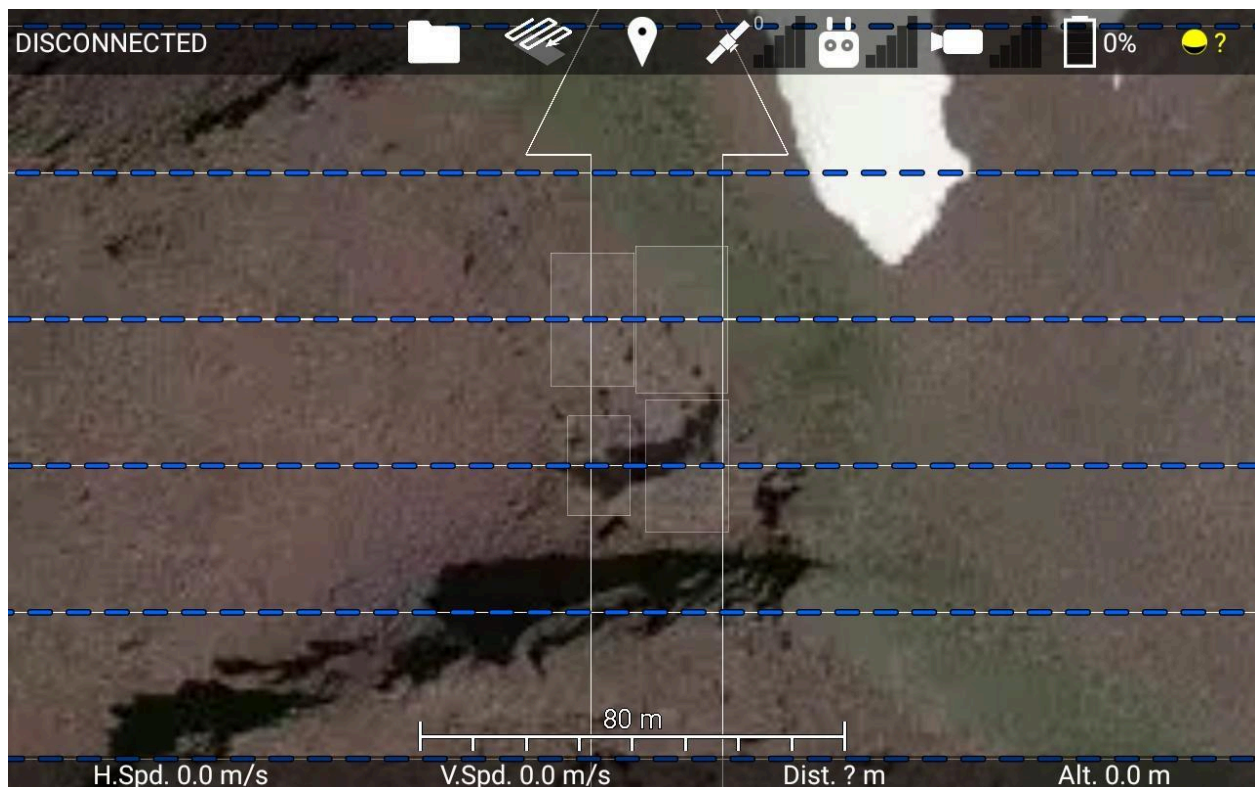 DISCONNECTED
0
0%
?
80 m
H.Spd. 0.0 m/s V.Spd. 0.0 m/s Dist. ? m Alt. 0.0 m